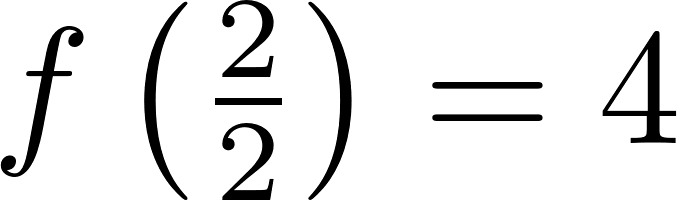 f(2/2) = 4